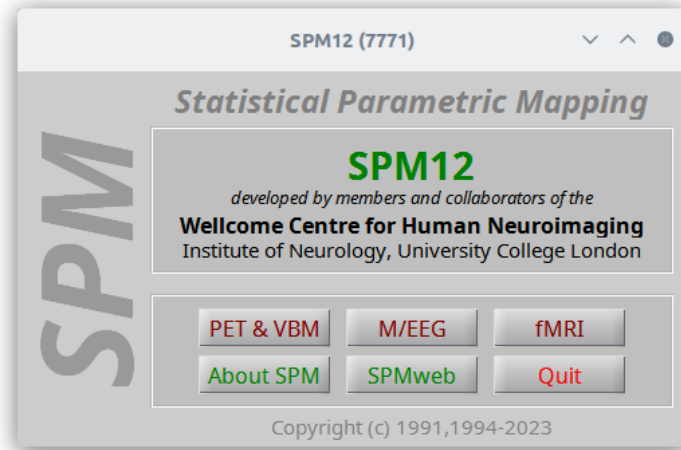 SPM12 (7771)
SPM
Statistical Parametric Mapping
SPM12
developed by members and collaborators of the
Wellcome Centre for Human Neuroimaging
Institute of Neurology, University College London
PET & VBM M/EEG fMRI
About SPM SPMweb Quit
Copyright (c) 1991,1994-2023